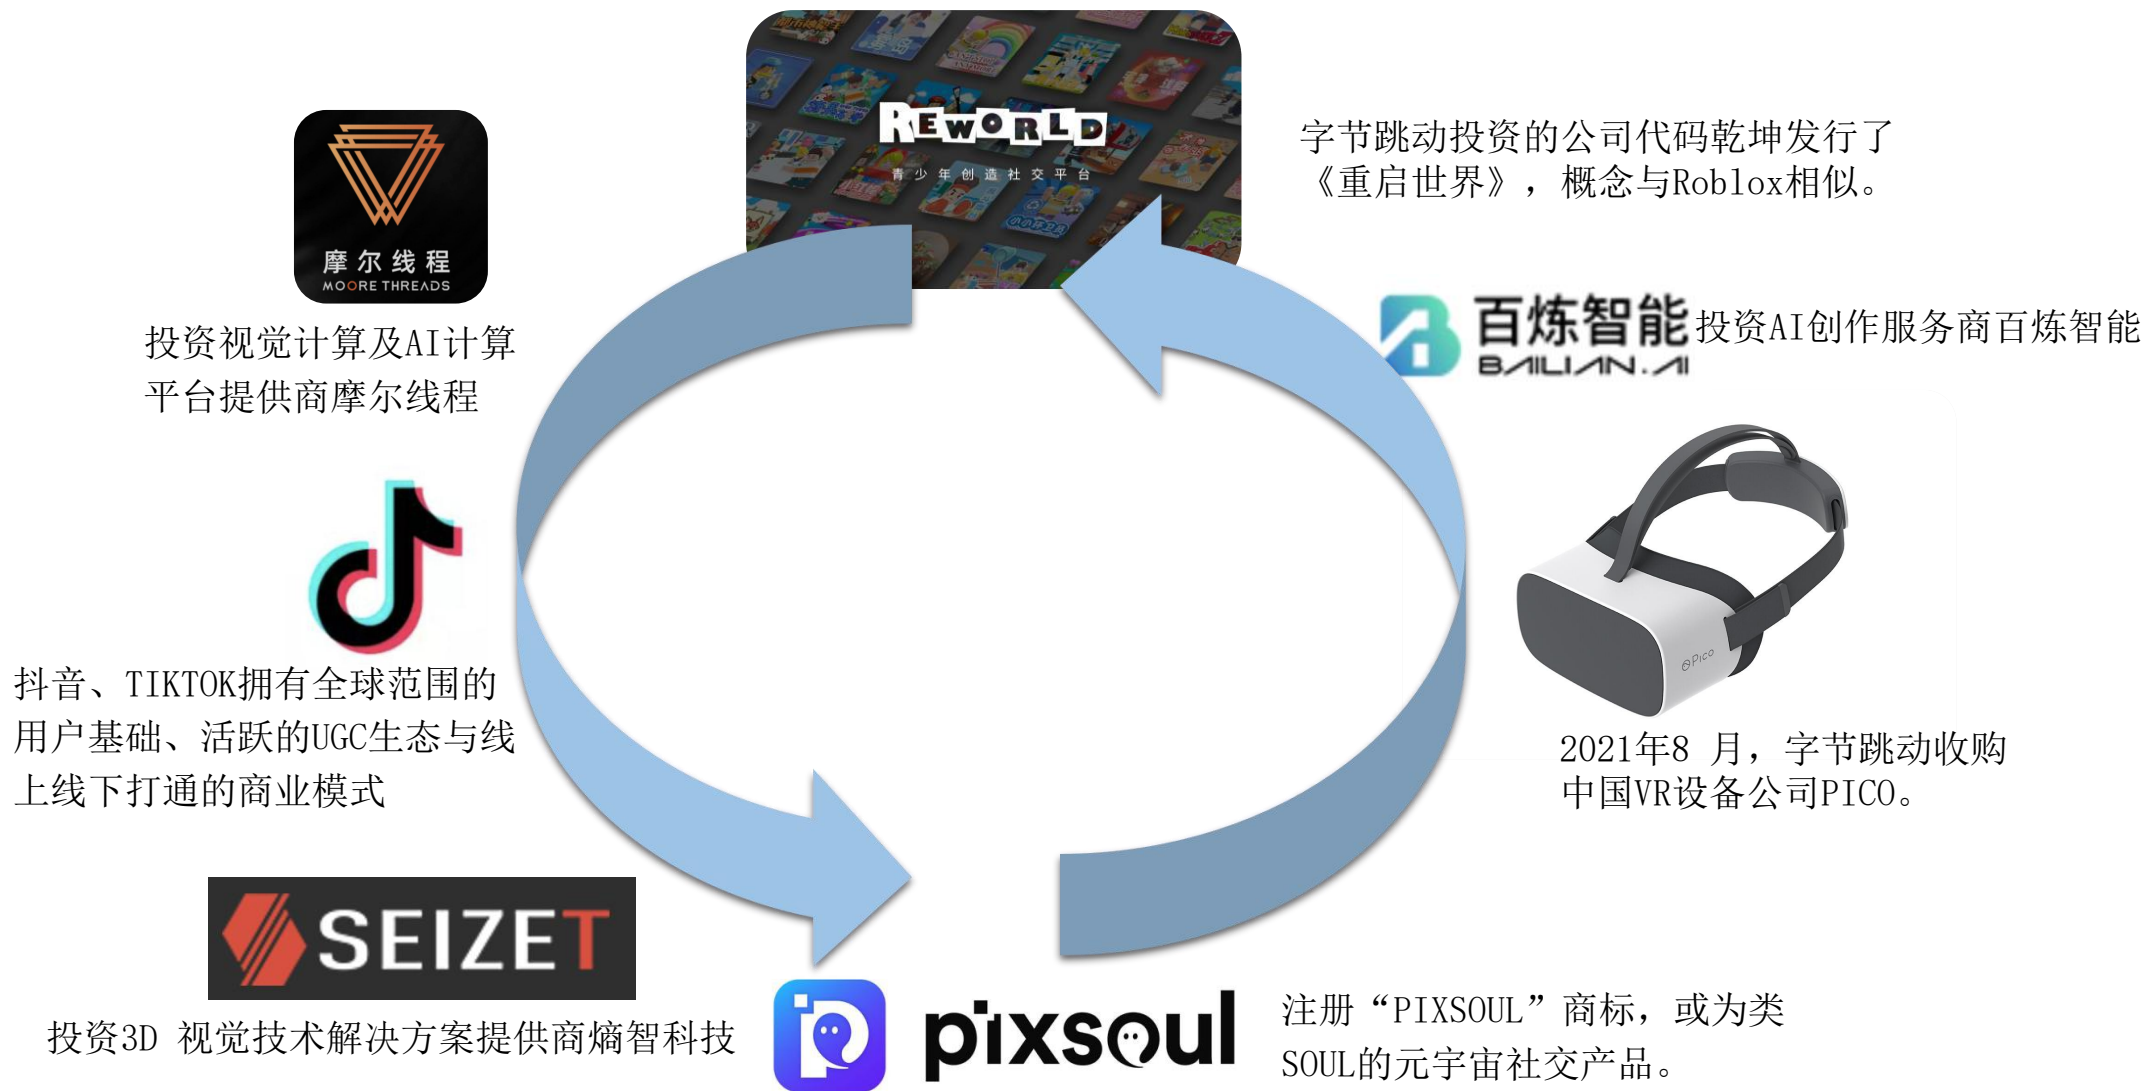 REWORLD
青少年创造社交平台
字节跳动投资的公司代码乾坤发行了
《重启世界》，概念与Roblox相似。
摩尔线程
MOORE THREADS
投资视觉计算及AI计算
平台提供商摩尔线程
百炼智能
BAILIAN.AI
投资AI创作服务商百炼智能
抖音、TIKTOK拥有全球范围的
用户基础、活跃的UGC生态与线
上线下打通的商业模式
Pico
2021年8 月，字节跳动收购
中国VR设备公司PICO。
SEIZET
投资3D 视觉技术解决方案提供商熵智科技
pixsoul
注册“PIXSOUL”商标，或为类
SOUL的元宇宙社交产品。